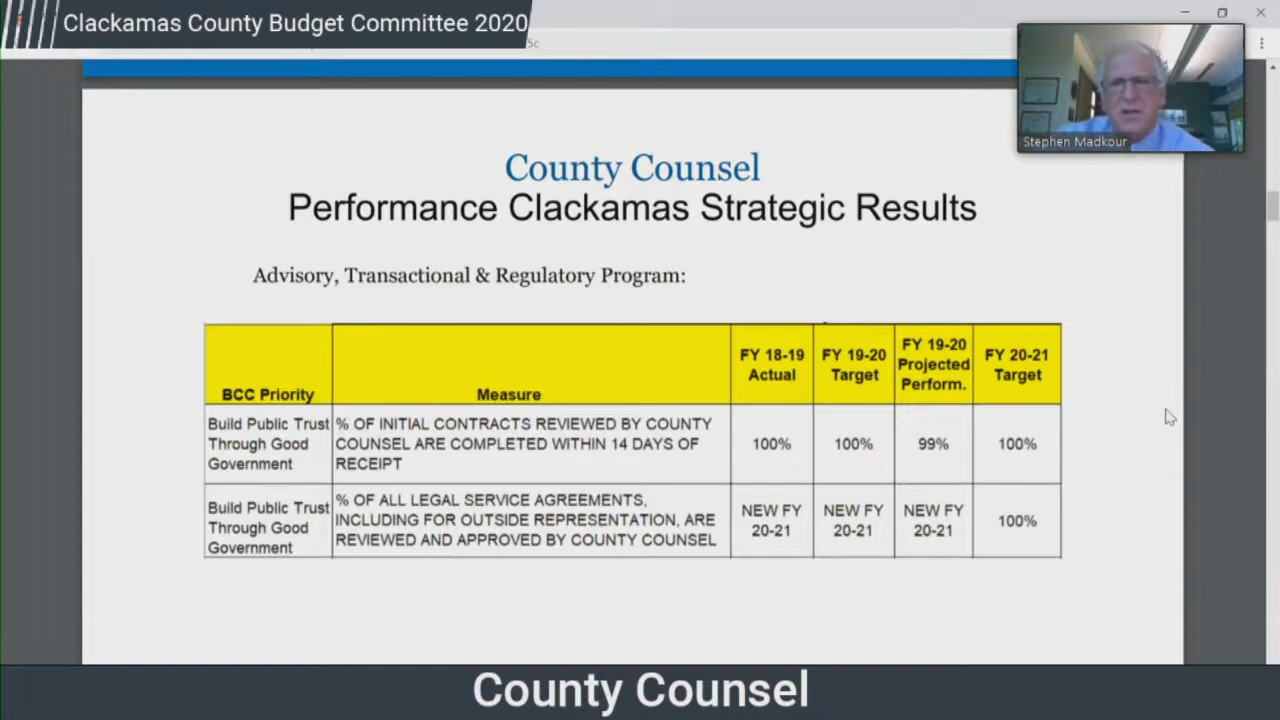 Clackamas County Budget Committee 2020
5c
Stephen Madkour
County Counsel
Performance Clackamas Strategic Results
Advisory, Transactional & Regulatory Program:
BCC Priority
Measure
FY 18-19
Actual
FY 19-20
Target
FY 19-20
Projected
Perform.
FY 20-21
Target
Build Public Trust
Through Good
Government
% OF INITIAL CONTRACTS REVIEWED BY COUNTY
COUNSEL ARE COMPLETED WITHIN 14 DAYS OF
RECEIPT
100%
100%
99%
100%
Build Public Trust
Through Good
Government
% OF ALL LEGAL SERVICE AGREEMENTS,
INCLUDING FOR OUTSIDE REPRESENTATION, ARE
REVIEWED AND APPROVED BY COUNTY COUNSEL
NEW FY
20-21
NEW FY
20-21
NEW FY
20-21
100%
County Counsel